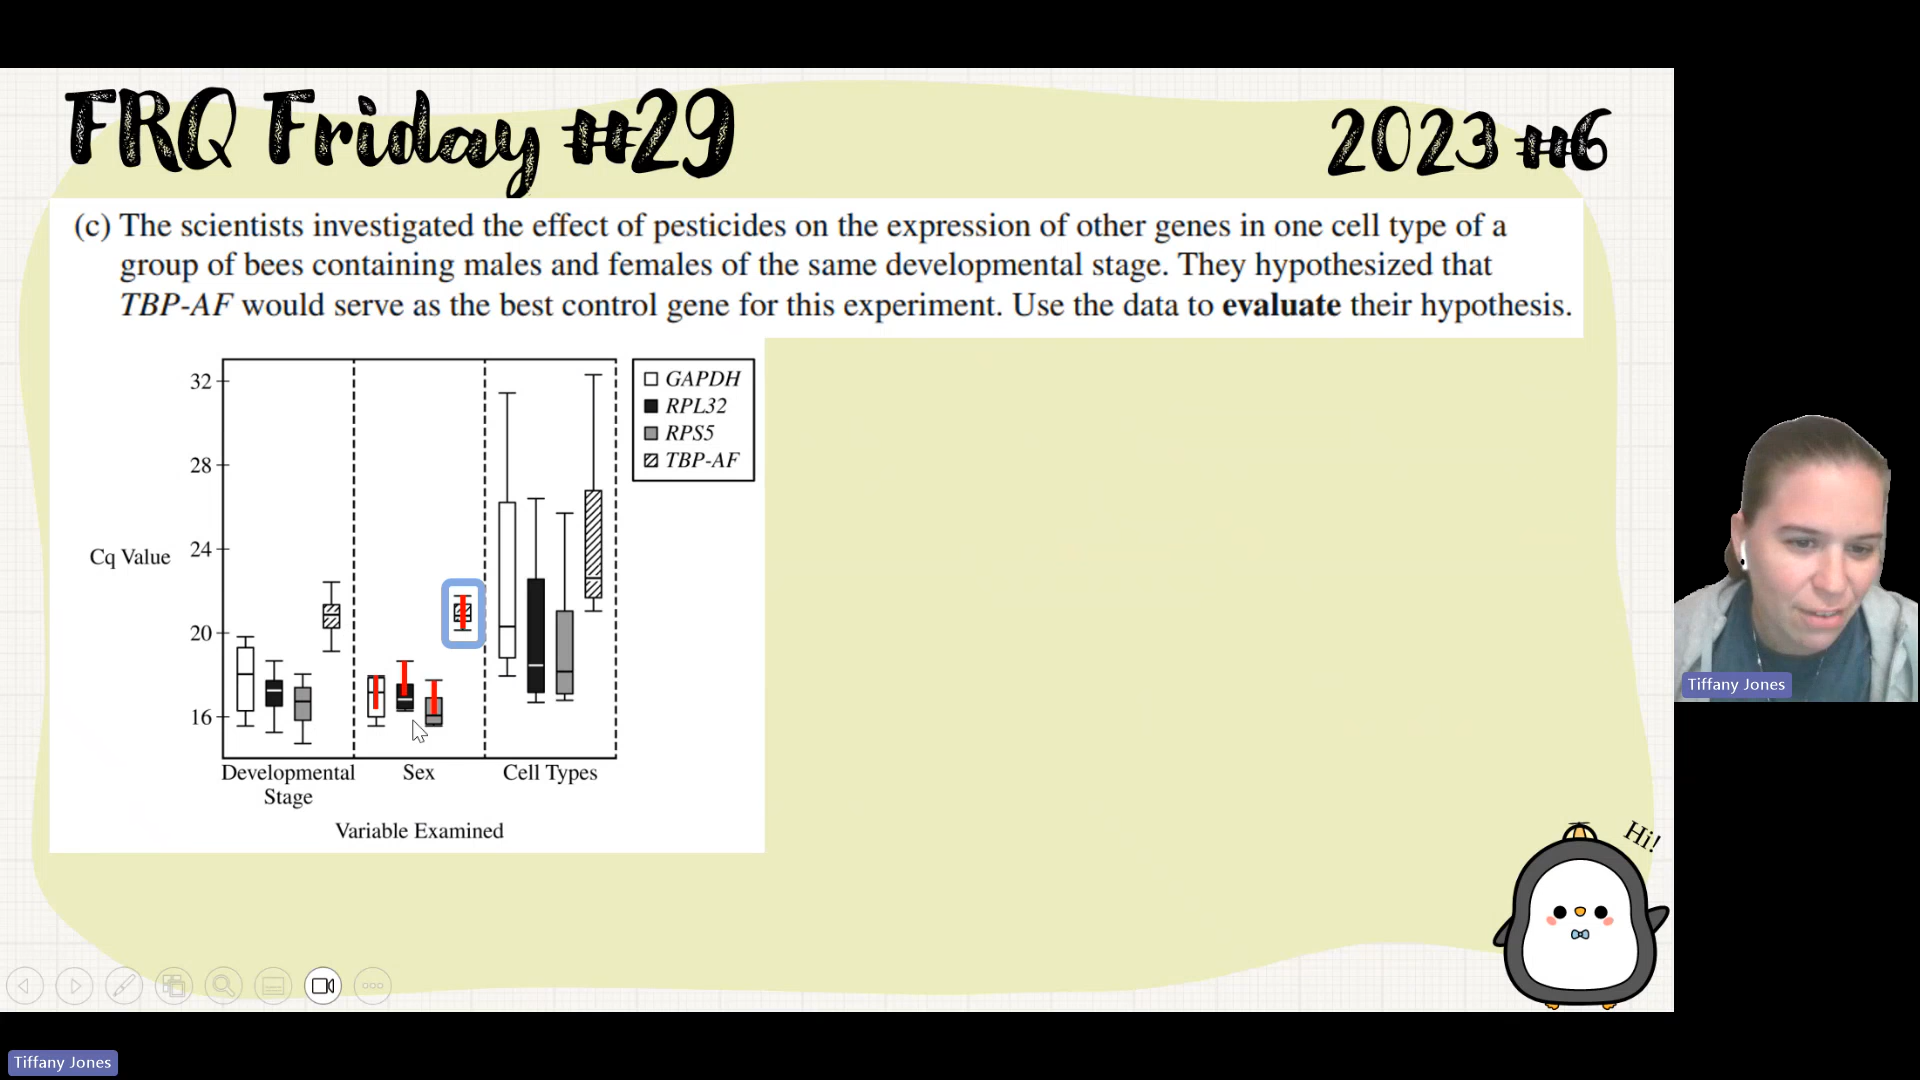 FRQ Friday #29
2023 #6
(c) The scientists investigated the effect of pesticides on the expression of other genes in one cell type of a
group of bees containing males and females of the same developmental stage. They hypothesized that
TBP-AF would serve as the best control gene for this experiment. Use the data to evaluate their hypothesis.
32
28
24
20
16
Cq Value
GAPDH
RPL32
RPS5
TBP-AF
Developmental
Stage
Sex
Cell Types
Variable Examined
Hi!
Tiffany Jones
Tiffany Jones